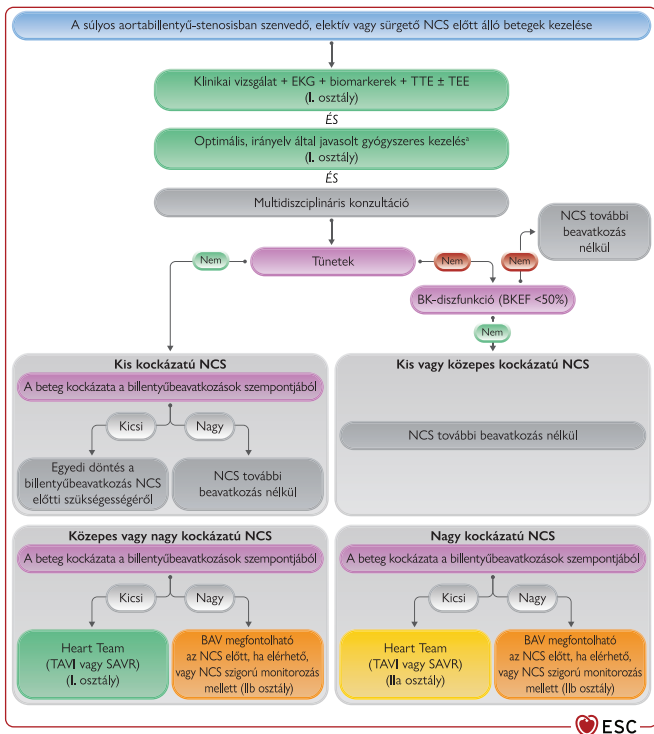 A súlyos aortabillentyű-stenosisban szenvedő, elektív vagy sürgető NCS előtt álló betegek kezelése
Klinikai vizsgálat + EKG + biomarkerek + TTE ± TEE
(I. osztály)
ÉS
Optimális, irányelv által javasolt gyógyszeres kezelésª
(I. osztály)
ÉS
Multidiszciplináris konzultáció
NCS további
beavatkozás
nélkül
Nem
Tünetek
Nem
Nem
BK-diszfunkció (BKEF <50%)
Nem
Kis kockázatú NCS
A beteg kockázata a billentyűbeavatkozások szempontjából
Kicsi
Nagy
Egyedi döntés a
billentyűbeavatkozás NCS
előtti szükségességéről
NCS további
beavatkozás nélkül
Kis vagy közepes kockázatú NCS
NCS további beavatkozás nélkül
Közepes vagy nagy kockázatú NCS
A beteg kockázata a billentyűbeavatkozások szempontjából
Kicsi
Nagy
Heart Team
(TAVI vagy SAVR)
(I. osztály)
BAV megfontolható
az NCS előtt, ha elérhető,
vagy NCS szigorú monitorozás
mellett (IIb osztály)
Nagy kockázatú NCS
A beteg kockázata a billentyűbeavatkozások szempontjából
Kicsi
Nagy
Heart Team
(TAVI vagy SAVR)
(IIa osztály)
BAV megfontolható
az NCS előtt, ha elérhető,
vagy NCS szigorú monitorozás
mellett (IIb osztály)
ESC